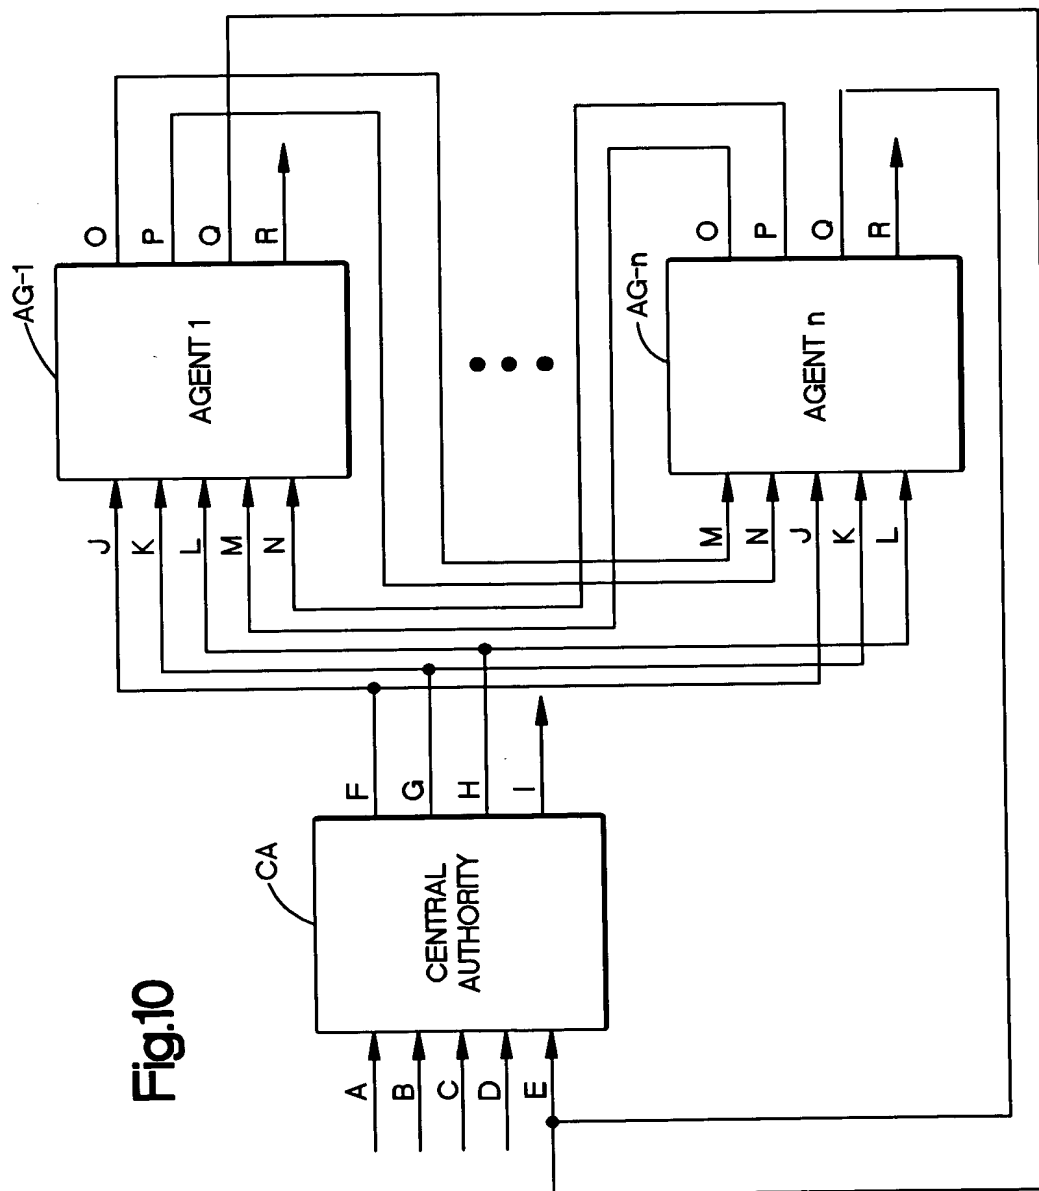 Fig.10
A
B
C
D
E
CENTRAL
AUTHORITY
CA
F
G
H
I
J
K
L
M
N
AGENT 1
AG-1
O
P
Q
R
M
N
J
K
L
AGENT n
AG-n
O
P
Q
R